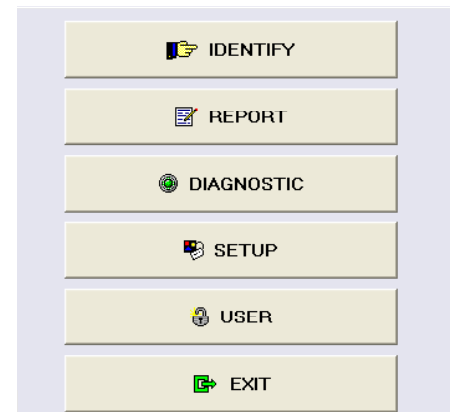 IDENTIFY
REPORT
DIAGNOSTIC
SETUP
USER
EXIT